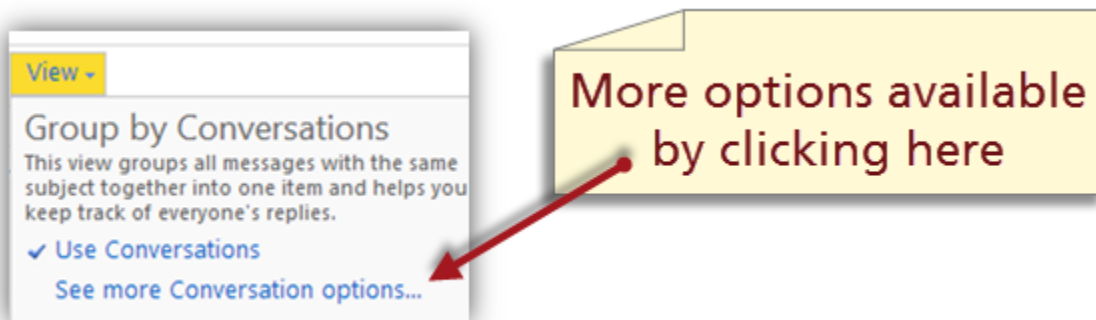 View
Group by Conversations
This view groups all messages with the same
subject together into one item and helps you
keep track of everyone's replies.
Use Conversations
See more Conversation options...
More options available
by clicking here